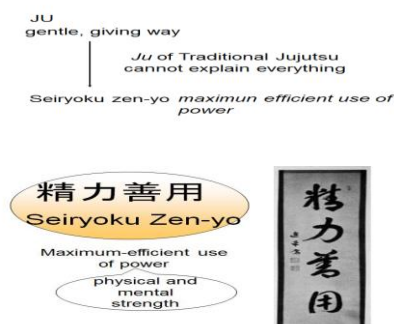 JU
gentle, giving way
Ju of Traditional Jujutsu
cannot explain everything
Seiryoku zen-yo maximun efficient use of
power
精力善用
Seiryoku Zen-yo
Maximum-efficient use
of power
physical and
mental
strength
精力善用